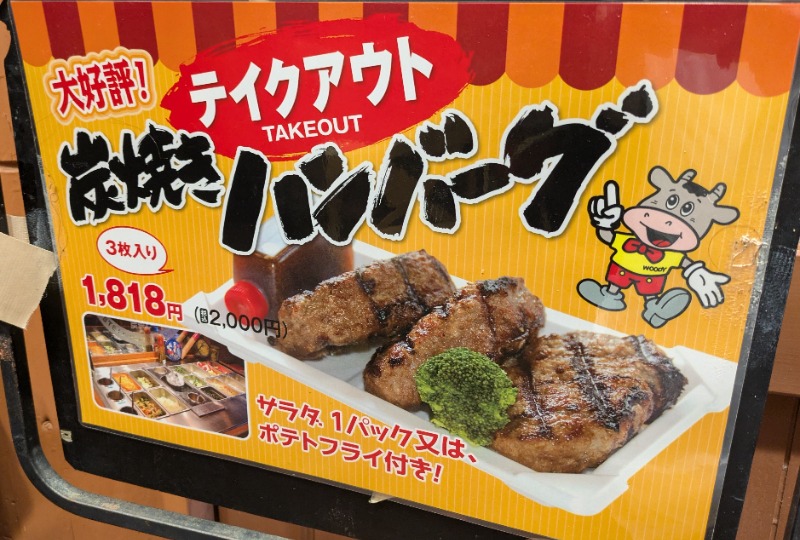 大好評!
テイクアウト
TAKEOUT
炭焼き
ハンバーグ
3枚入り
1,818円 (税込2,000円)
WOODY
サラダ、1パック又は、
ポテトフライ付き!